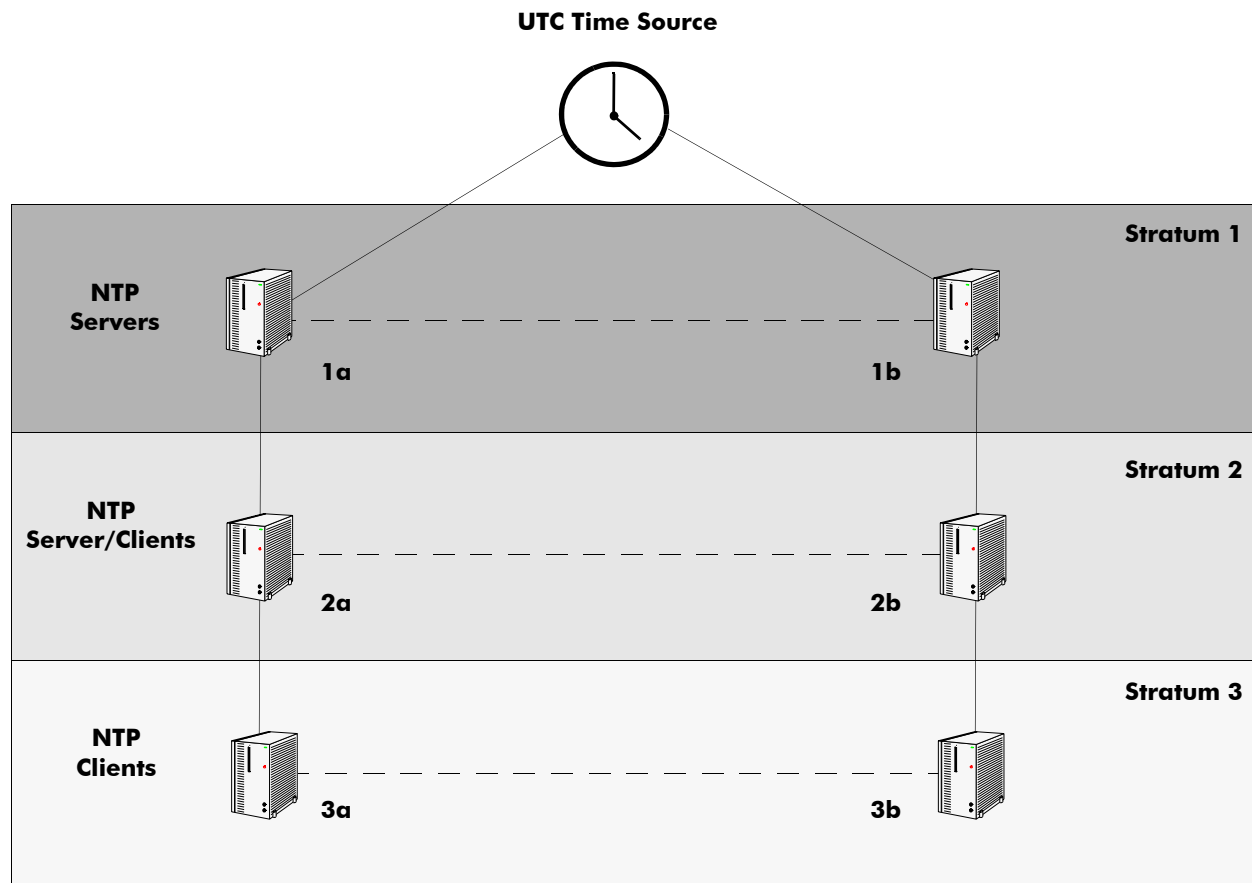 UTC Time Source
Stratum 1
NTP
Servers
1a
1b
Stratum 2
NTP
Server/Clients
2a
2b
Stratum 3
NTP
Clients
3a
3b